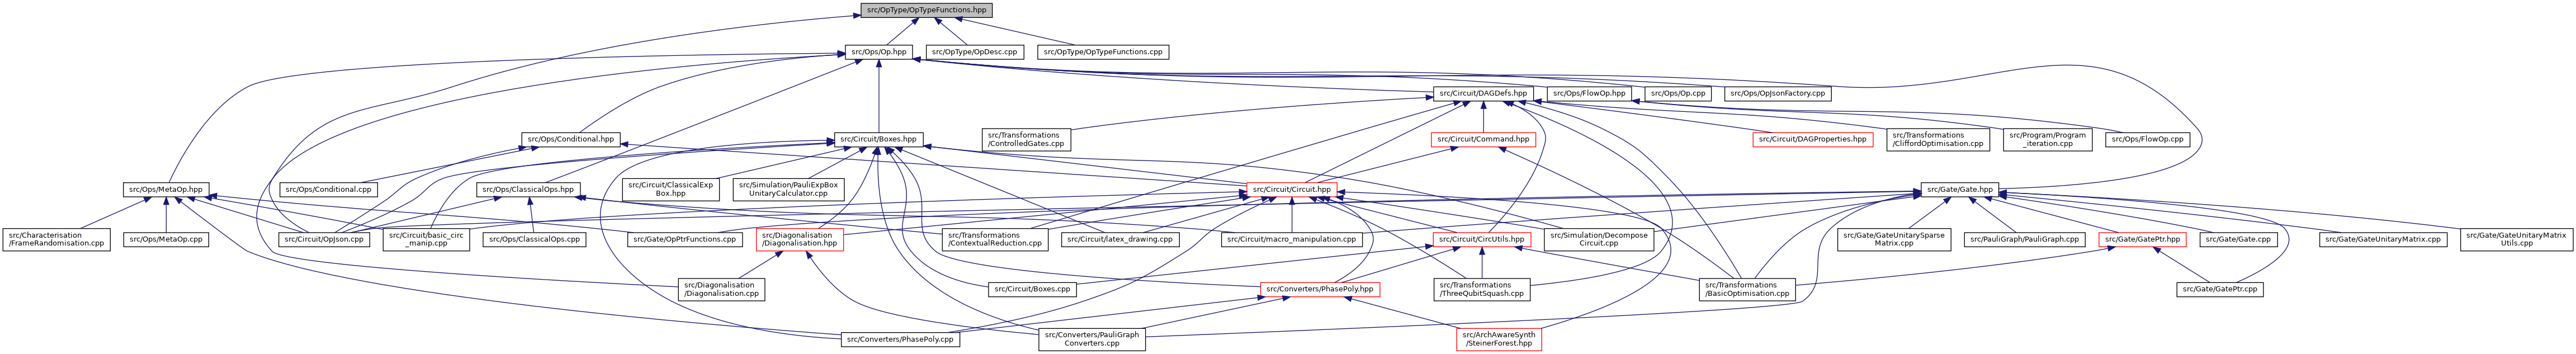 src/OpType/OpTypeFunctions.hpp
src/Ops/Op.hpp
src/OpType/OpDesc.cpp
src/OpType/OpTypeFunctions.cpp
src/Circuit/DAGDefs.hpp
src/Ops/FlowOp.hpp
src/Ops/Op.cpp
src/Ops/OpJsonFactory.cpp
src/Ops/Conditional.hpp
src/Circuit/Boxes.hpp
src/Transformations
/ControlledGates.cpp
src/Circuit/Command.hpp
src/Circuit/DAGProperties.hpp
src/Transformations
/CliffordOptimisation.cpp
src/Program/Program
_iteration.cpp
src/Ops/FlowOp.cpp
src/Ops/MetaOp.hpp
src/Ops/Conditional.cpp
src/Ops/ClassicalOps.hpp
src/Circuit/ClassicalExp
Box.hpp
src/Simulation/PauliExpBox
UnitaryCalculator.cpp
src/Circuit/Circuit.hpp
src/Gate/Gate.hpp
src/Characterisation
/FrameRandomisation.cpp
src/Ops/MetaOp.cpp
src/Circuit/OpJson.cpp
src/Circuit/basic_circ
_manip.cpp
src/Ops/ClassicalOps.cpp
src/Gate/OpPtrFunctions.cpp
src/Diagonalisation
/Diagonalisation.hpp
src/Transformations
/ContextualReduction.cpp
src/Circuit/latex_drawing.cpp
src/Circuit/macro_manipulation.cpp
src/Circuit/CircUtils.hpp
src/Simulation/Decompose
Circuit.cpp
src/Gate/GateUnitarySparse
Matrix.cpp
src/PauliGraph/PauliGraph.cpp
src/Gate/GatePtr.hpp
src/Gate/Gate.cpp
src/Gate/GateUnitaryMatrix.cpp
src/Gate/GateUnitaryMatrix
Utils.cpp
src/Diagonalisation
/Diagonalisation.cpp
src/Circuit/Boxes.cpp
src/Converters/PhasePoly.hpp
src/Transformations
/ThreeQubitSquash.cpp
src/Transformations
/BasicOptimisation.cpp
src/Gate/GatePtr.cpp
src/Converters/PhasePoly.cpp
src/Converters/PauliGraph
Converters.cpp
src/ArchAwareSynth
/SteinerForest.hpp